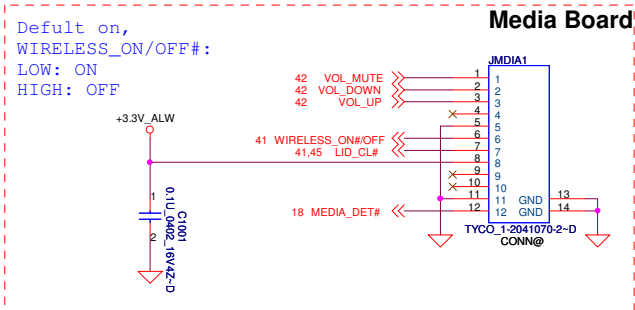 Media Board
Defult on,
WIRELESS_ON/OFF#:
LOW: ON
HIGH: OFF
JMDIA1
42 VOL_MUTE 1 1
42 VOL_DOWN 2 2
42 VOL_UP 3 3
4 4
5 5
41 WIRELESS_ON#/OFF 6 6
41,45 LID_CL# 7 7
+3.3V_ALW
8 8
9 9
10 10
11 11 GND 13
18 MEDIA_DET# 12 12 GND 14
TYCO_1-2041070-2~D
CONN@
1
2
C1001
0.1U_0402_16V4Z~D